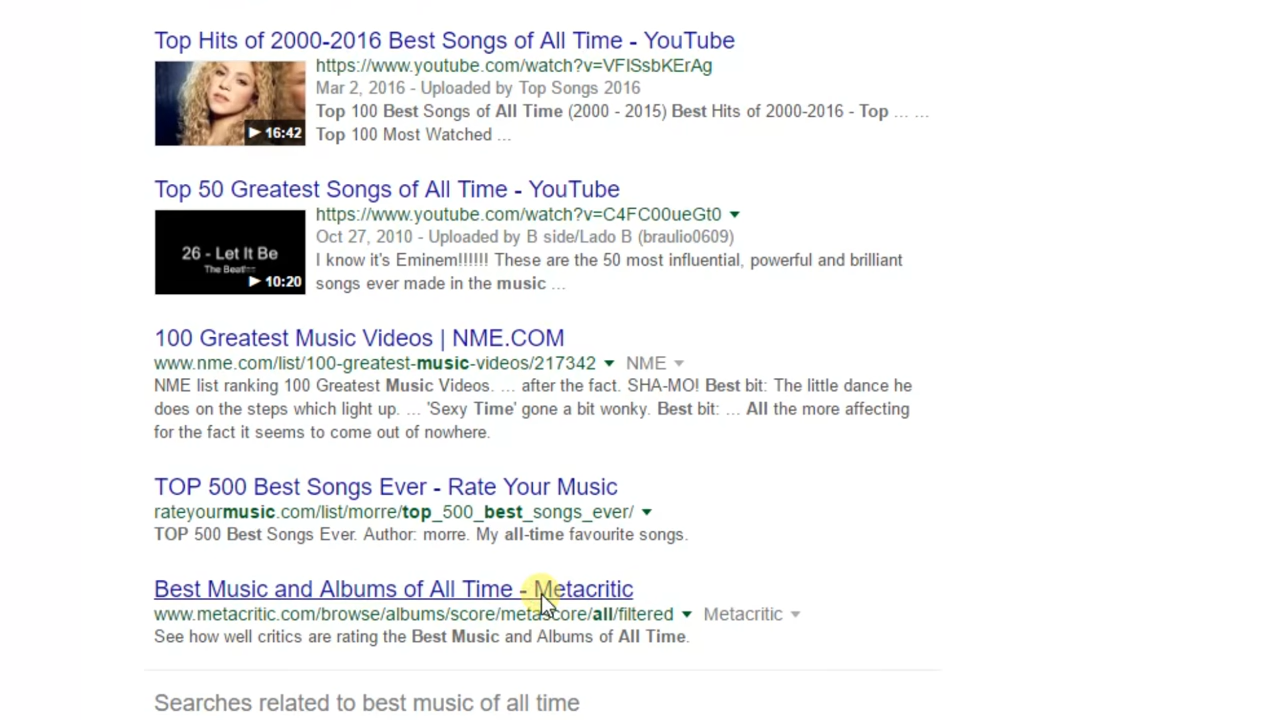 Top Hits of 2000-2016 Best Songs of All Time - YouTube
https://www.youtube.com/watch?v=VFISsbKErAg
Mar 2, 2016 - Uploaded by Top Songs 2016
Top 100 Best Songs of All Time (2000 - 2015) Best Hits of 2000-2016 - Top ... ...
Top 100 Most Watched ...
16:42
Top 50 Greatest Songs of All Time - YouTube
https://www.youtube.com/watch?v=C4FC00ueGt0
Oct 27, 2010 - Uploaded by B side/Lado B (braulio0609)
I know it's Eminem!!!!!! These are the 50 most influential, powerful and brilliant
songs ever made in the music ...
26 - Let It Be
The Beatles
10:20
100 Greatest Music Videos | NME.COM
www.nme.com/list/100-greatest-music-videos/217342 NME
NME list ranking 100 Greatest Music Videos. ... after the fact. SHA-MO! Best bit: The little dance he
does on the steps which light up. ... 'Sexy Time' gone a bit wonky. Best bit: ... All the more affecting
for the fact it seems to come out of nowhere.
TOP 500 Best Songs Ever - Rate Your Music
rateyourmusic.com/list/morre/top_500_best_songs_ever/
TOP 500 Best Songs Ever. Author: morre. My all-time favourite songs.
Best Music and Albums of All Time - Metacritic
www.metacritic.com/browse/albums/score/metascore/all/filtered Metacritic
See how well critics are rating the Best Music and Albums of All Time.
Searches related to best music of all time